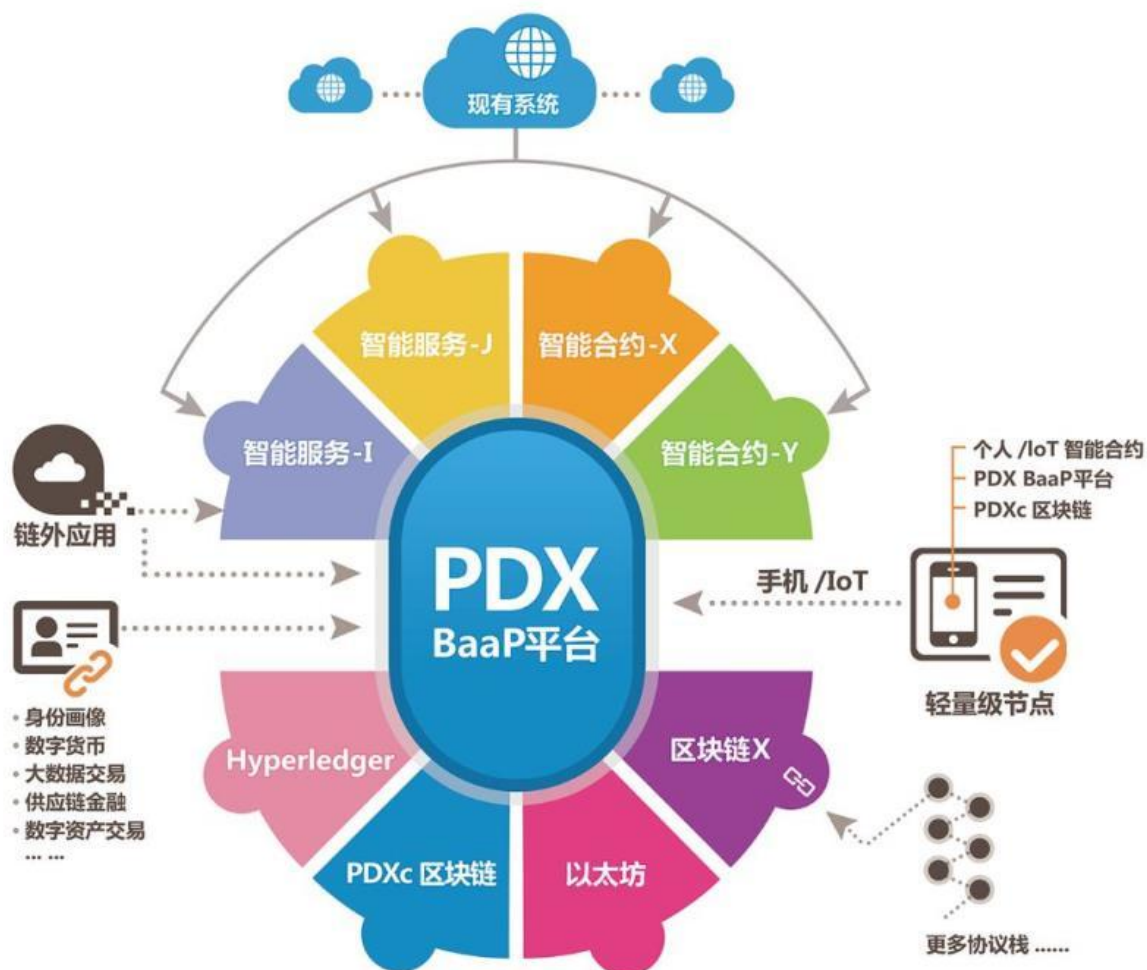 现有系统
智能服务-J
智能合约-X
智能服务-I
智能合约-Y
链外应用
个人 /IoT 智能合约
PDX BaaP平台
PDXc 区块链
PDX
BaaP平台
手机 /IoT
轻量级节点
• 身份画像
• 数字货币
• 大数据交易
• 供应链金融
• 数字资产交易
... ...
Hyperledger
区块链X
PDXc 区块链
以太坊
更多协议栈 ......